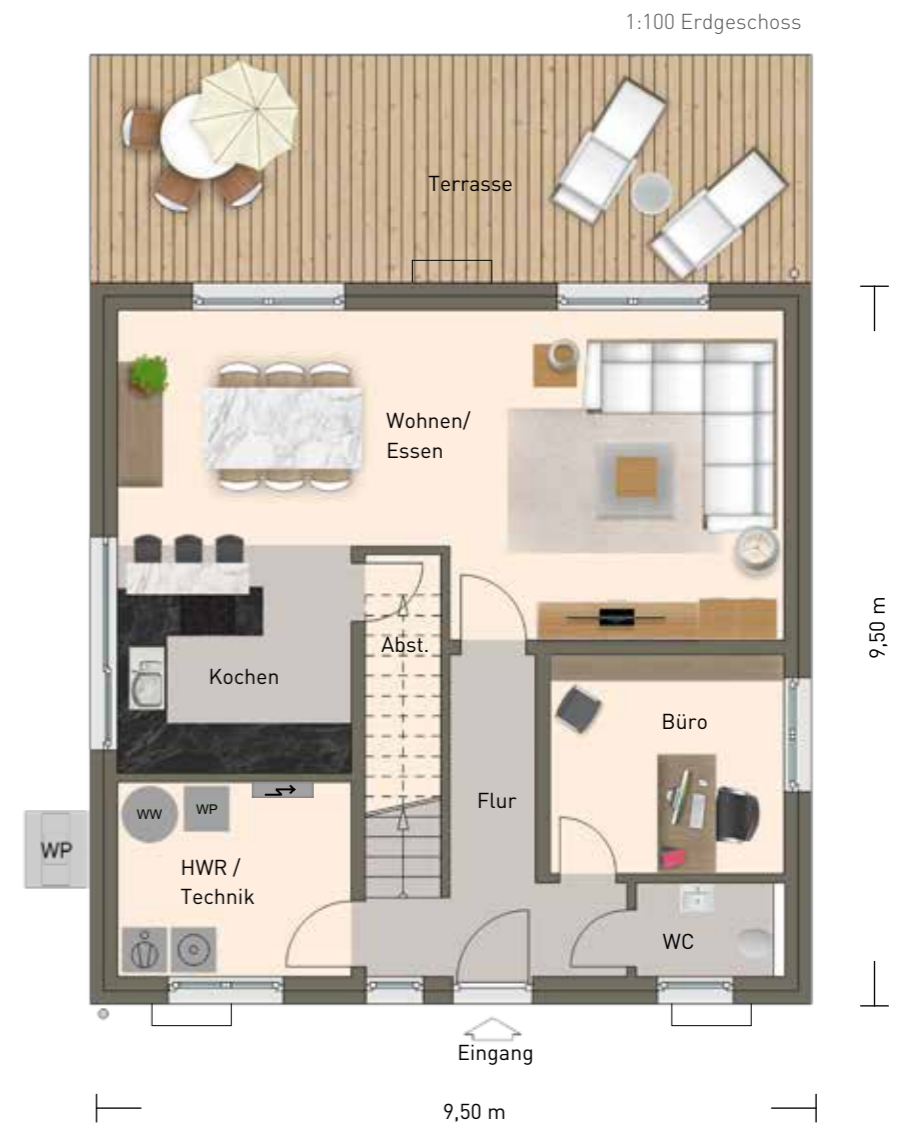 1:100 Erdgeschoss
Terrasse
Wohnen/
Essen
Abst.
Kochen
9,50 m
Büro
Flur
WW
WP
WP
HWR /
Technik
WC
Eingang
9,50 m